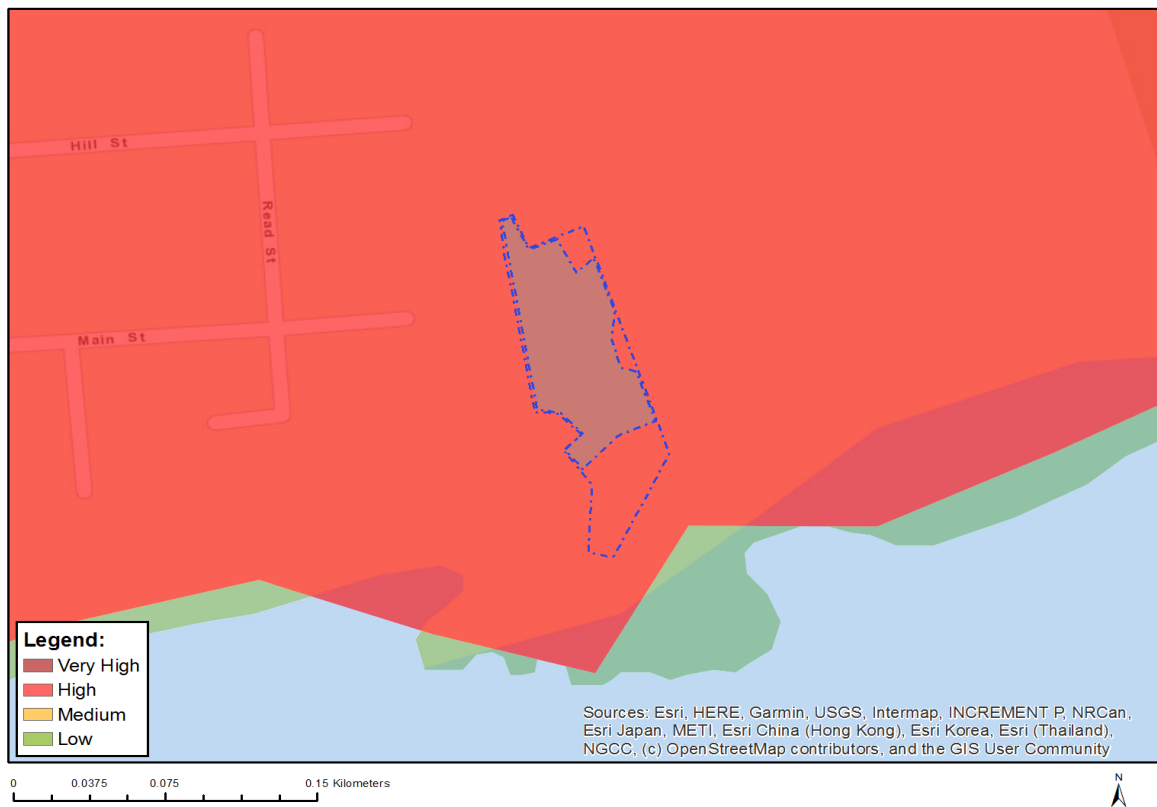 Hill St
Read St
Main St
Legend:
Very High
High
Medium
Low
Sources: Esri, HERE, Garmin, USGS, Intermap, INCREMENT P, NRCan,
Esri Japan, METI, Esri China (Hong Kong), Esri Korea, Esri (Thailand),
NGCC, (c) OpenStreetMap contributors, and the GIS User Community
0 0.0375 0.075 0.15 Kilometers
N